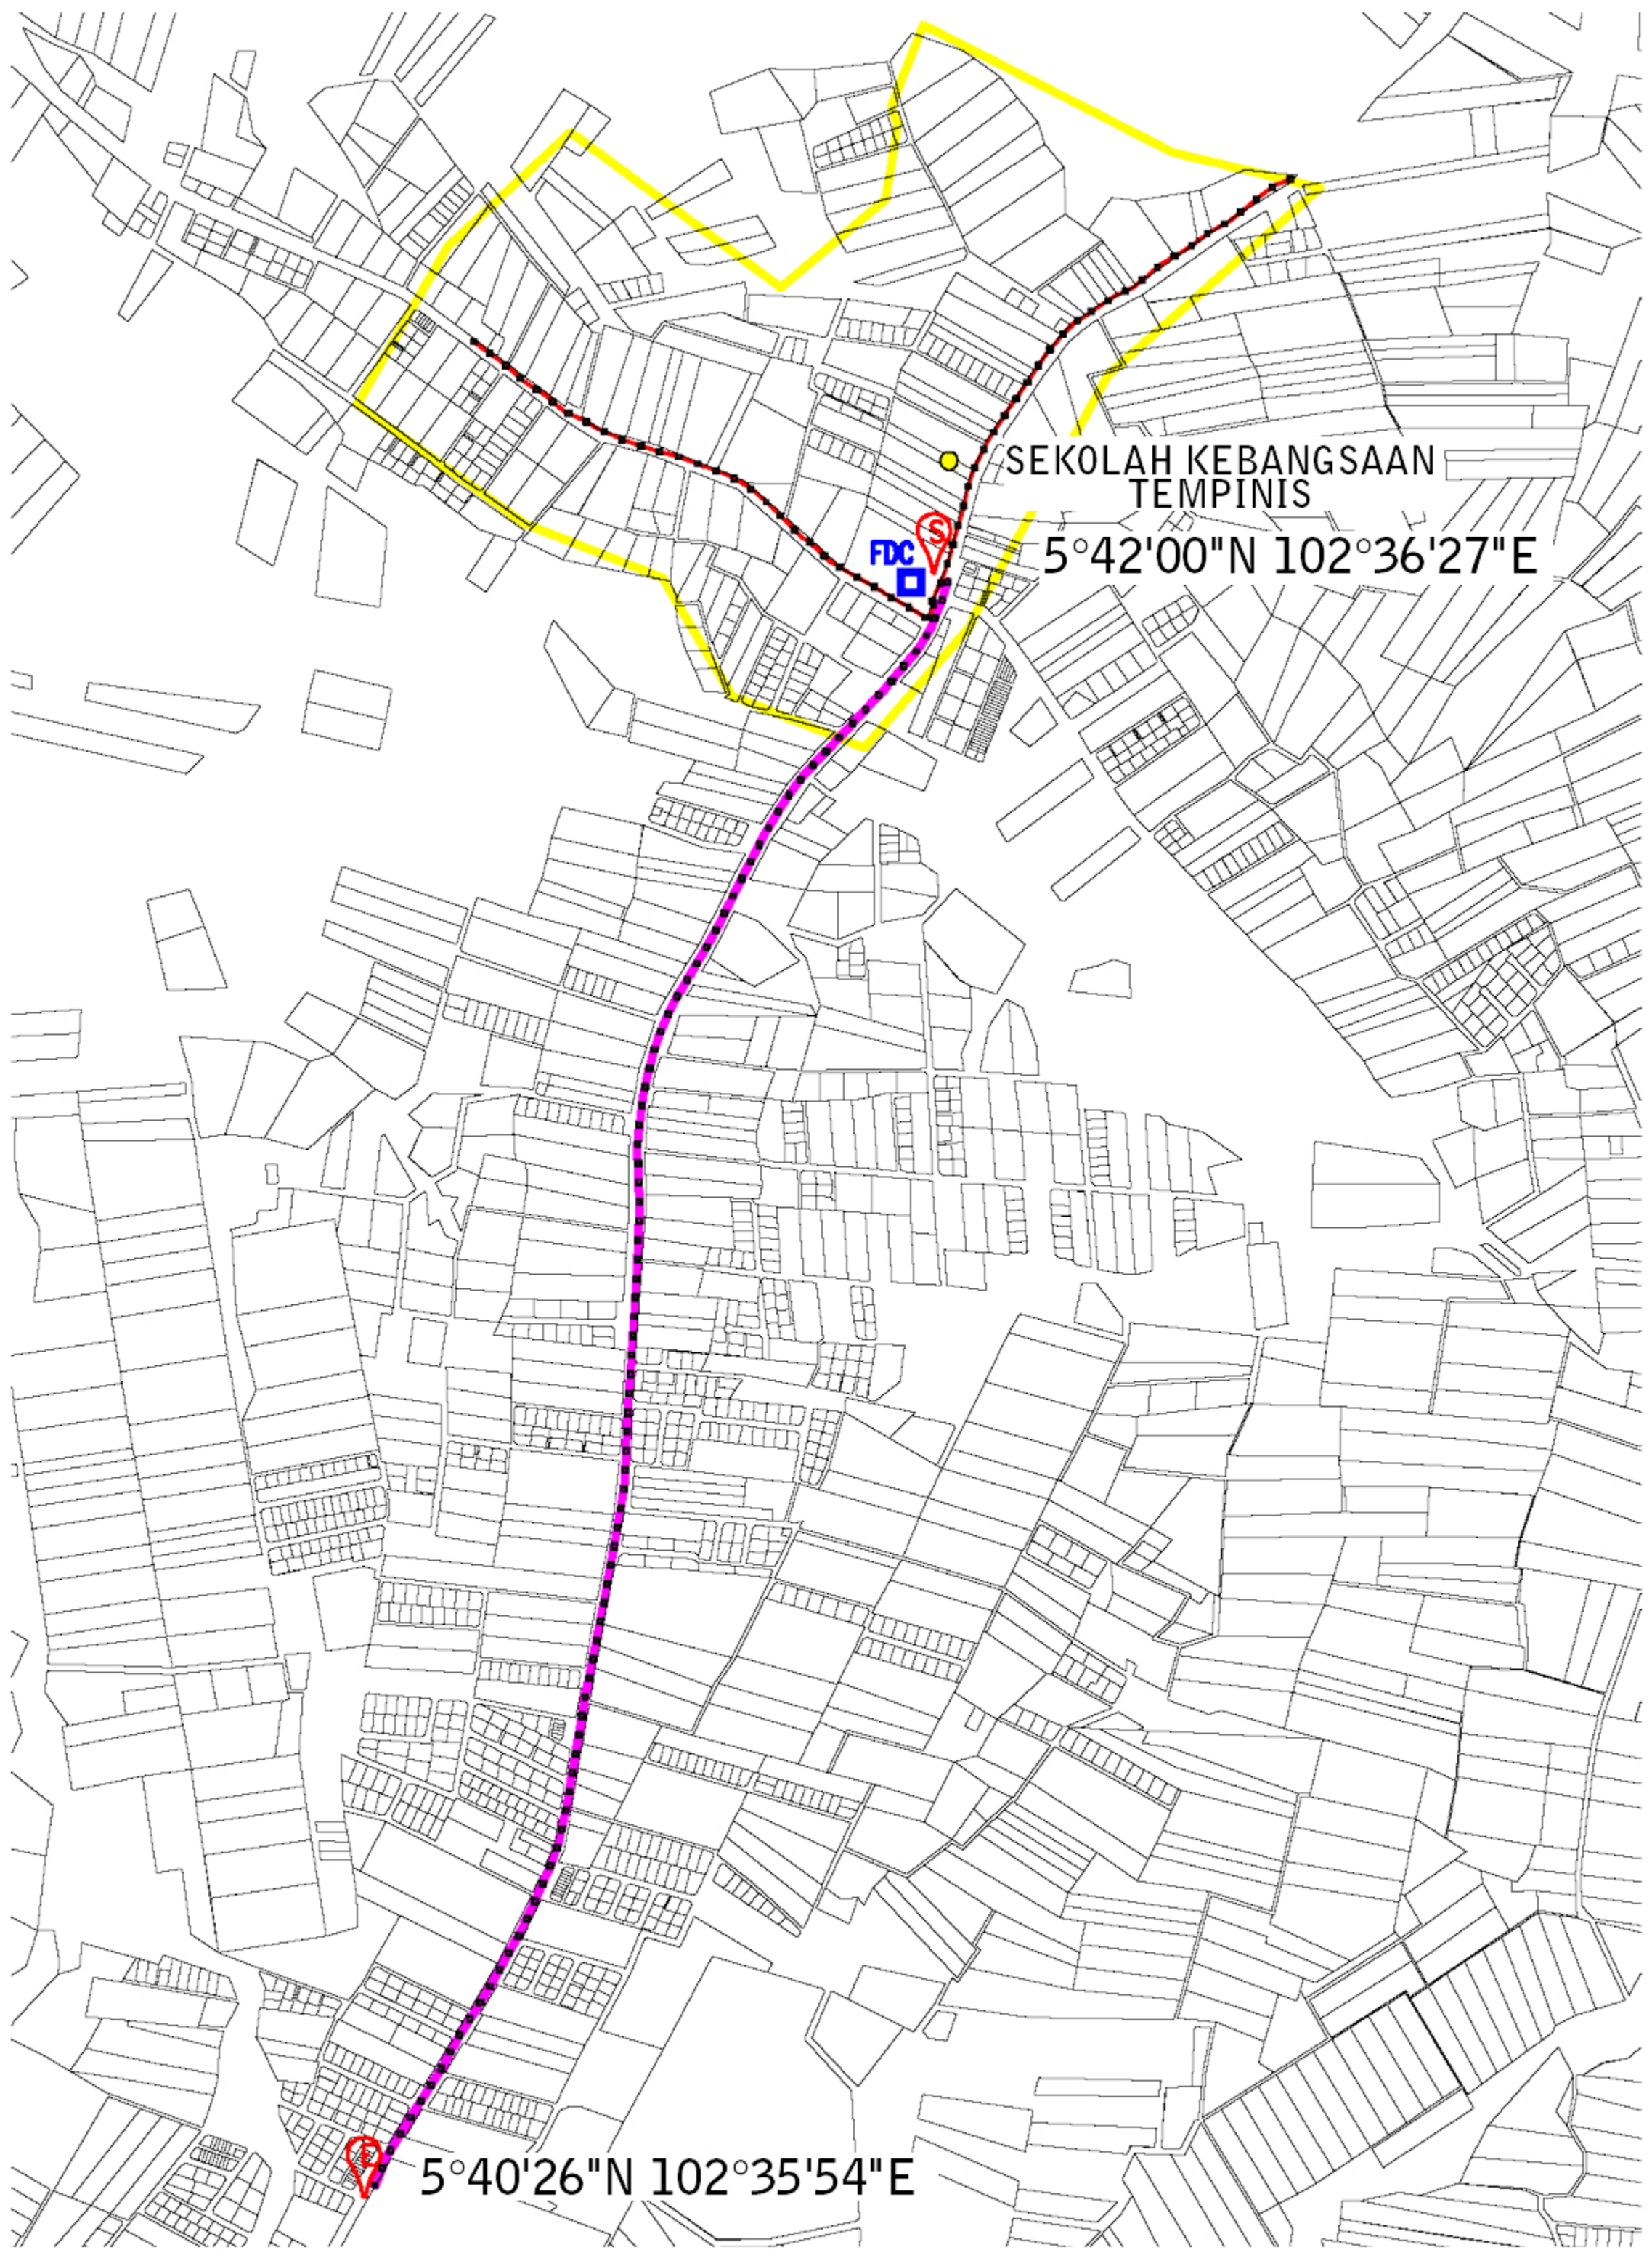 SEKOLAH KEBANGSAAN
TEMPINIS
S
FDC
5°42'00"N 102°36'27"E
E
5°40'26"N 102°35'54"E